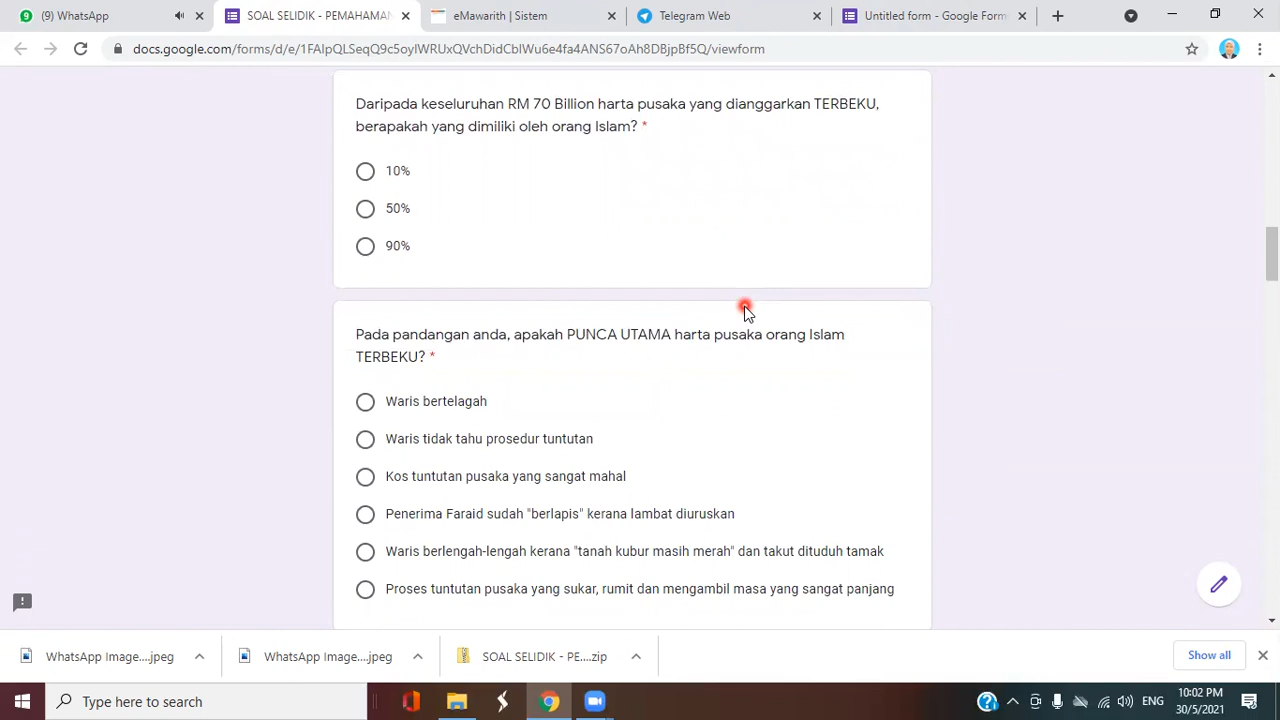 (9) WhatsApp
SOAL SELIDIK - PEMAHAMAN
eMawarith | Sistem
Telegram Web
Untitled form - Google Form
docs.google.com/forms/d/e/1FAIpQLSeqQ9c5oyIWRUxQVchDidCbIWu6e4fa4ANS67oAh8DBjpBf5Q/viewform
Daripada keseluruhan RM 70 Billion harta pusaka yang dianggarkan TERBEKU,
berapakah yang dimiliki oleh orang Islam? *
10%
50%
90%
Pada pandangan anda, apakah PUNCA UTAMA harta pusaka orang Islam
TERBEKU? *
Waris bertelagah
Waris tidak tahu prosedur tuntutan
Kos tuntutan pusaka yang sangat mahal
Penerima Faraid sudah "berlapis" kerana lambat diuruskan
Waris berlengah-lengah kerana "tanah kubur masih merah" dan takut dituduh tamak
Proses tuntutan pusaka yang sukar, rumit dan mengambil masa yang sangat panjang
WhatsApp Image....jpeg
WhatsApp Image....jpeg
SOAL SELIDIK - PE....zip
Show all
Type here to search
ENG
10:02 PM
30/5/2021